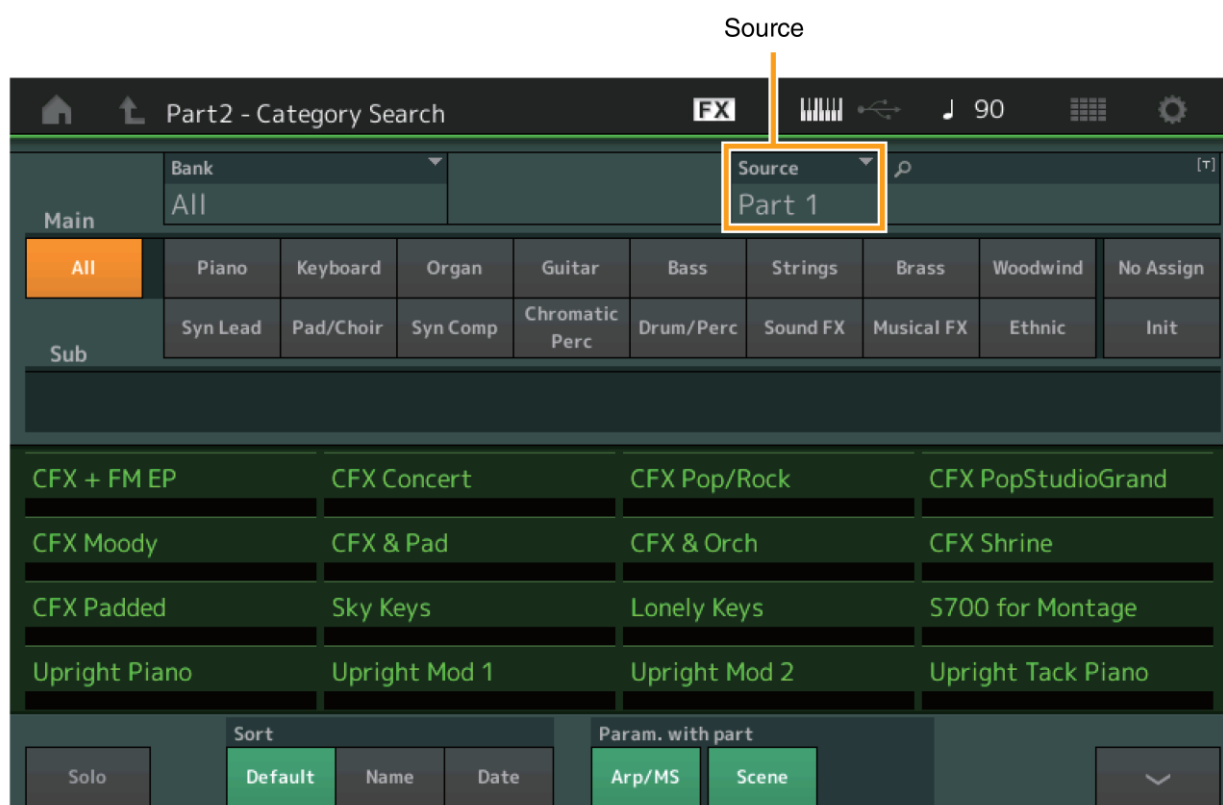 Source
Part2 - Category Search FX ♩ 90
Bank Source [T]
All Part 1
Main
All Piano Keyboard Organ Guitar Bass Strings Brass Woodwind No Assign
Syn Lead Pad/Choir Syn Comp Chromatic Perc Drum/Perc Sound FX Musical FX Ethnic Init
Sub
CFX + FM EP CFX Concert CFX Pop/Rock CFX PopStudioGrand
CFX Moody CFX & Pad CFX & Orch CFX Shrine
CFX Padded Sky Keys Lonely Keys S700 for Montage
Upright Piano Upright Mod 1 Upright Mod 2 Upright Tack Piano
Sort Param. with part
Solo Default Name Date Arp/MS Scene